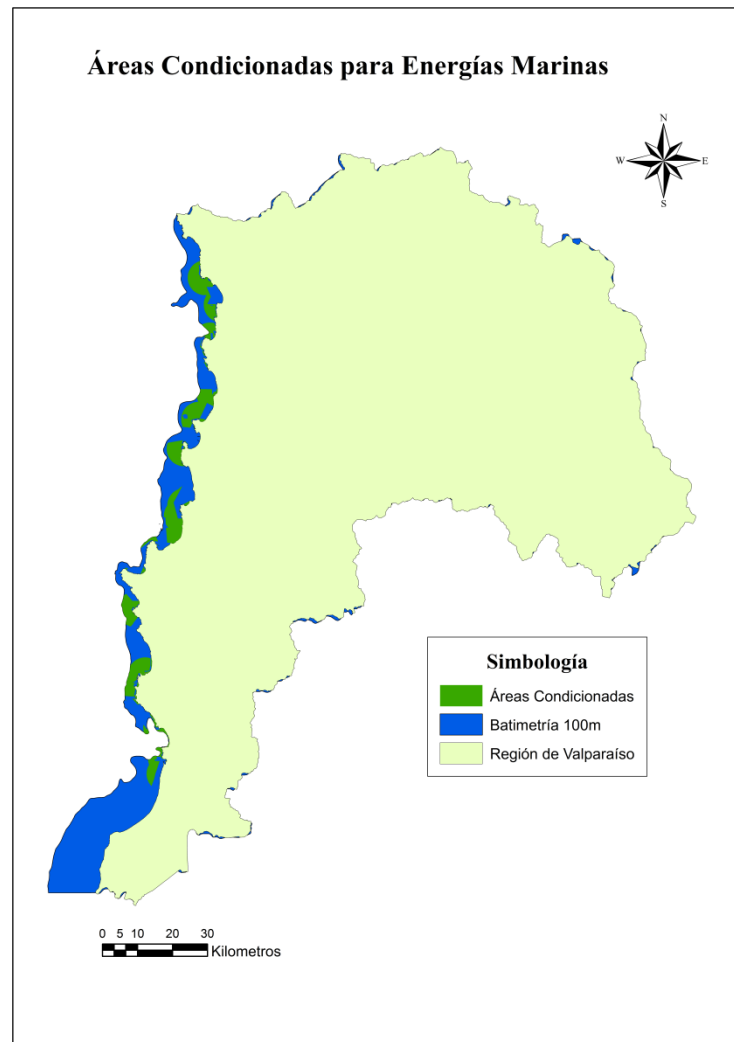 Áreas Condicionadas para Energías Marinas
N
W E
S
Simbología
Áreas Condicionadas
Batimetría 100m
Región de Valparaíso
0 5 10 20 30
Kilometros